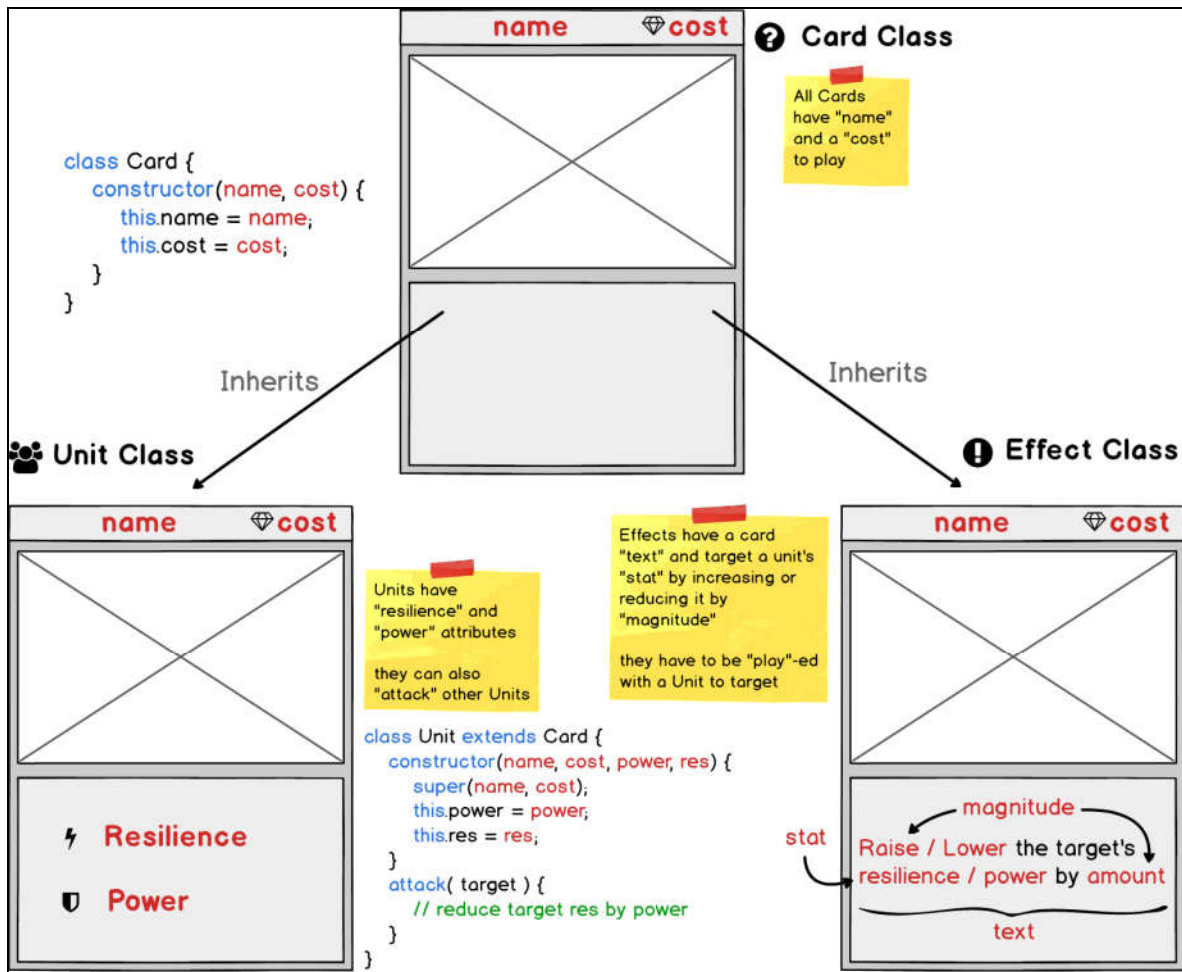 name cost
Card Class
All Cards
have "name"
and a "cost"
to play
class Card {
constructor(name, cost) {
this.name = name;
this.cost = cost;
}
}
Inherits
Inherits
Unit Class
Effect Class
name cost
Units have
"resilience" and
"power" attributes
they can also
"attack" other Units
Effects have a card
"text" and target a unit's
"stat" by increasing or
reducing it by
"magnitude"
they have to be "play"-ed
with a Unit to target
name cost
class Unit extends Card {
constructor(name, cost, power, res) {
super(name, cost);
this.power = power;
this.res = res;
}
attack( target ) {
// reduce target res by power
}
}
Resilience
Power
magnitude
stat
Raise / Lower the target's
resilience / power by amount
text